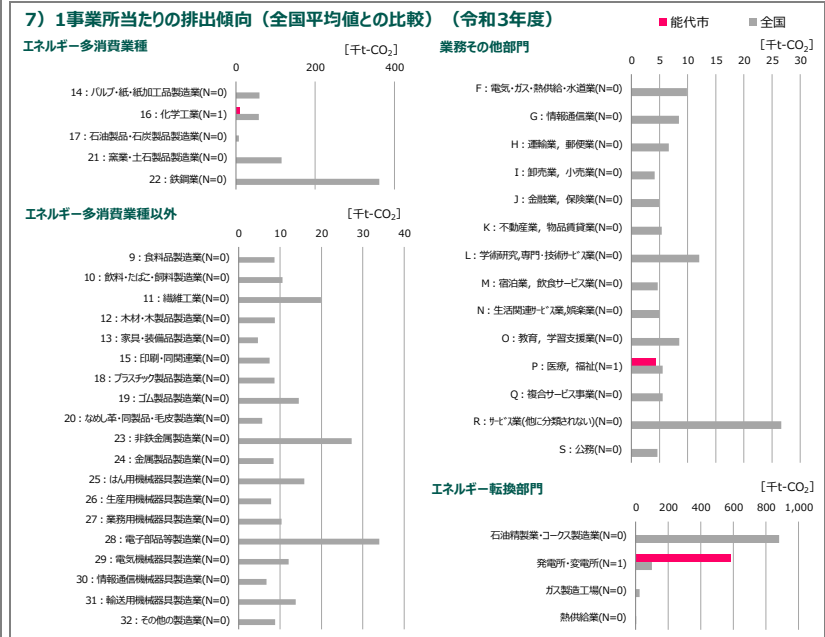 7）1事業所当たりの排出傾向（全国平均値との比較）（令和3年度）
■能代市 ■全国
エネルギー多消費業種
［千t-CO₂］
0 200 400
14：パルプ・紙・紙加工品製造業(N=0)
16：化学工業(N=1)
17：石油製品・石炭製品製造業(N=0)
21：窯業・土石製品製造業(N=0)
22：鉄鋼業(N=0)
エネルギー多消費業種以外
［千t-CO₂］
0 10 20 30 40
9：食料品製造業(N=0)
10：飲料・たばこ・飼料製造業(N=0)
11：繊維工業(N=0)
12：木材・木製品製造業(N=0)
13：家具・装備品製造業(N=0)
15：印刷・同関連業(N=0)
18：プラスチック製品製造業(N=0)
19：ゴム製品製造業(N=0)
20：なめし革・同製品・毛皮製造業(N=0)
23：非鉄金属製造業(N=0)
24：金属製品製造業(N=0)
25：はん用機械器具製造業(N=0)
26：生産用機械器具製造業(N=0)
27：業務用機械器具製造業(N=0)
28：電子部品等製造業(N=0)
29：電気機械器具製造業(N=0)
30：情報通信機械器具製造業(N=0)
31：輸送用機械器具製造業(N=0)
32：その他の製造業(N=0)
業務その他部門
［千t-CO₂］
0 5 10 15 20 25 30
F：電気・ガス・熱供給・水道業(N=0)
G：情報通信業(N=0)
H：運輸業，郵便業(N=0)
I：卸売業，小売業(N=0)
J：金融業，保険業(N=0)
K：不動産業，物品賃貸業(N=0)
L：学術研究,専門・技術ｻｰﾋﾞｽ業(N=0)
M：宿泊業，飲食サービス業(N=0)
N：生活関連ｻｰﾋﾞｽ業,娯楽業(N=0)
O：教育，学習支援業(N=0)
P：医療，福祉(N=1)
Q：複合サービス事業(N=0)
R：ｻｰﾋﾞｽ業(他に分類されない)(N=0)
S：公務(N=0)
エネルギー転換部門
［千t-CO₂］
0 200 400 600 800 1,000
石油精製業・コークス製造業(N=0)
発電所・変電所(N=1)
ガス製造工場(N=0)
熱供給業(N=0)